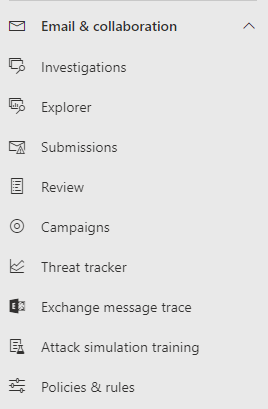 Email & collaboration
Investigations
Explorer
Submissions
Review
Campaigns
Threat tracker
Exchange message trace
Attack simulation training
Policies & rules